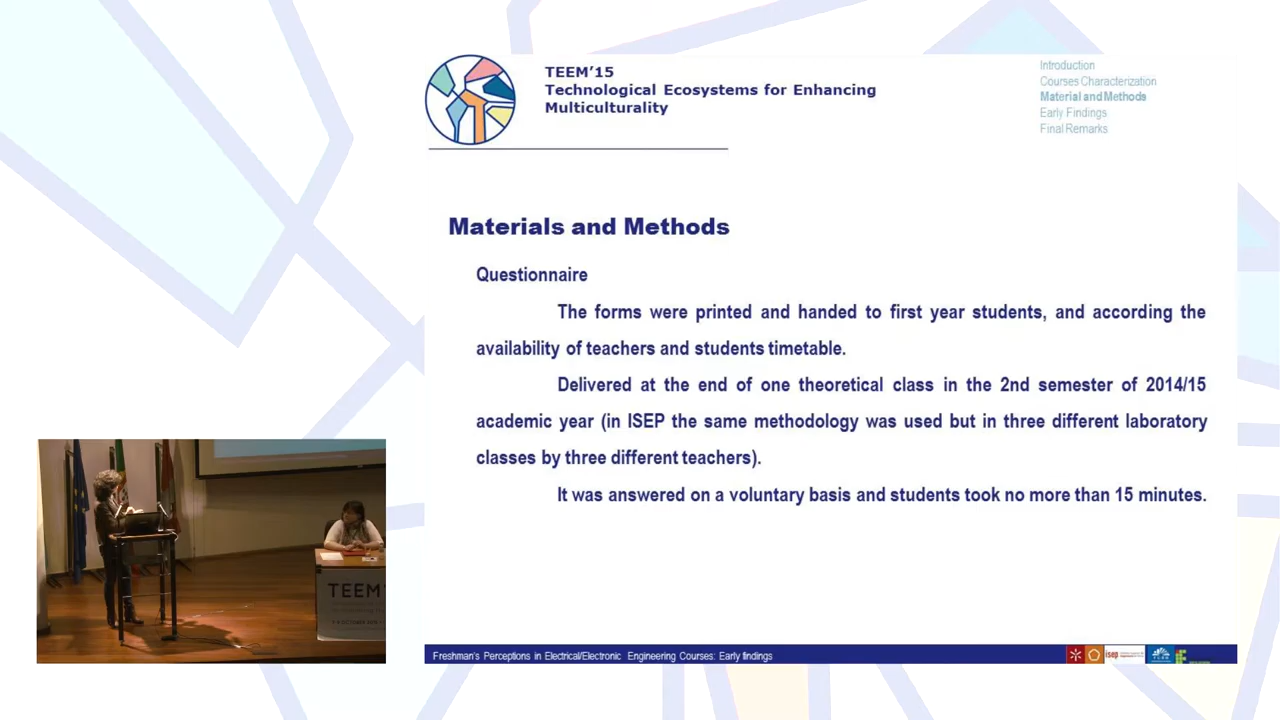 TEEM’15
Technological Ecosystems for Enhancing
Multiculturality
Introduction
Courses Characterization
Material and Methods
Early Findings
Final Remarks
Materials and Methods
Questionnaire
The forms were printed and handed to first year students, and according the
availability of teachers and students timetable.
Delivered at the end of one theoretical class in the 2nd semester of 2014/15
academic year (in ISEP the same methodology was used but in three different laboratory
classes by three different teachers).
It was answered on a voluntary basis and students took no more than 15 minutes.
TEEM
Freshman's Perceptions in Electrical/Electronic Engineering Courses: Early findings
isep